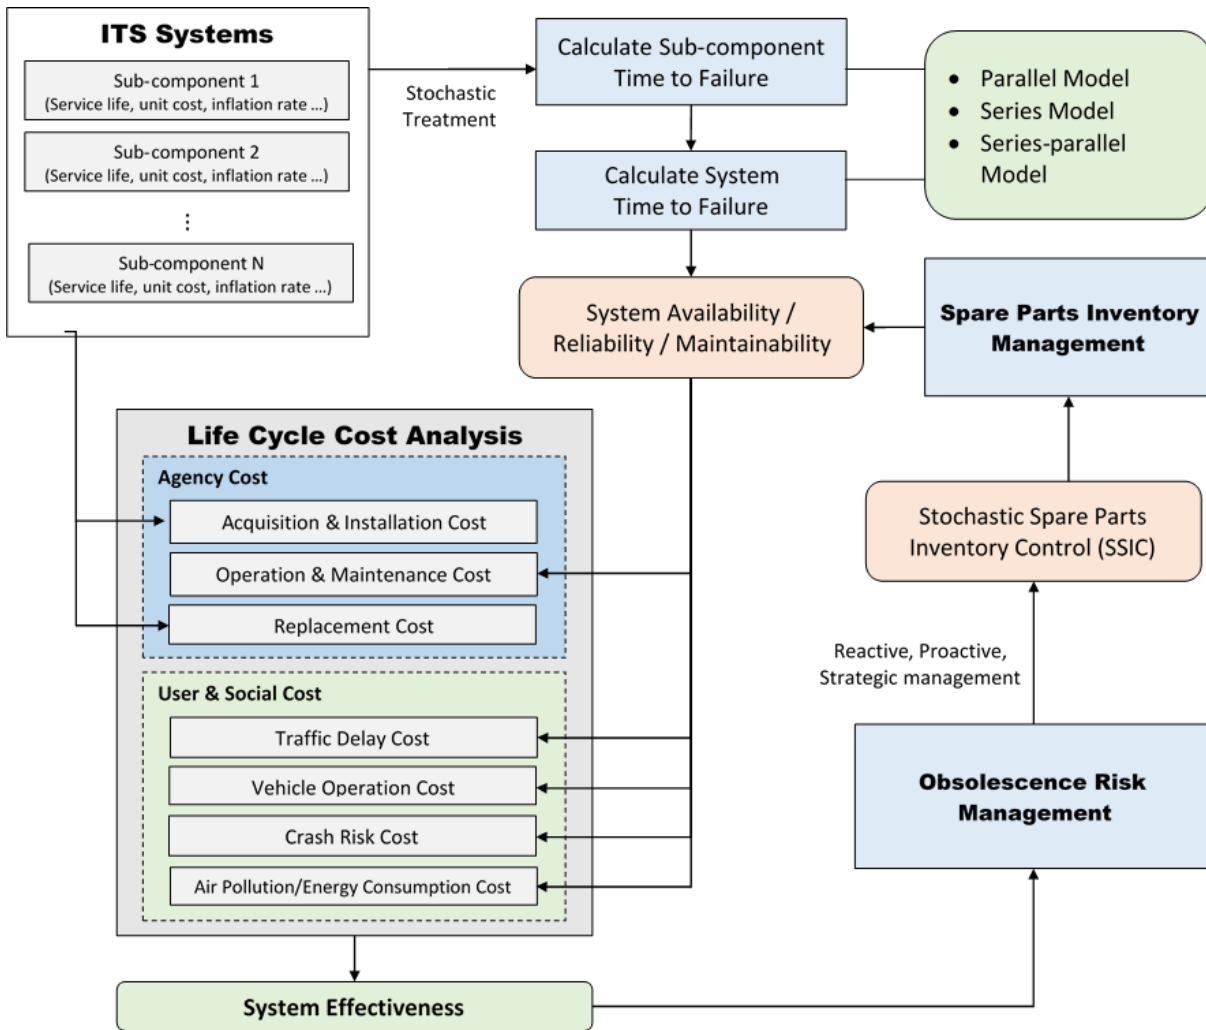 ITS Systems
Sub-component 1
(Service life, unit cost, inflation rate ...)
Sub-component 2
(Service life, unit cost, inflation rate ...)
⋮
Sub-component N
(Service life, unit cost, inflation rate ...)
Stochastic
Treatment
Calculate Sub-component
Time to Failure
Calculate System
Time to Failure
• Parallel Model
• Series Model
• Series-parallel
Model
System Availability /
Reliability / Maintainability
Spare Parts Inventory
Management
Life Cycle Cost Analysis
Agency Cost
Acquisition & Installation Cost
Operation & Maintenance Cost
Replacement Cost
User & Social Cost
Traffic Delay Cost
Vehicle Operation Cost
Crash Risk Cost
Air Pollution/Energy Consumption Cost
Stochastic Spare Parts
Inventory Control (SSIC)
Reactive, Proactive,
Strategic management
Obsolescence Risk
Management
System Effectiveness